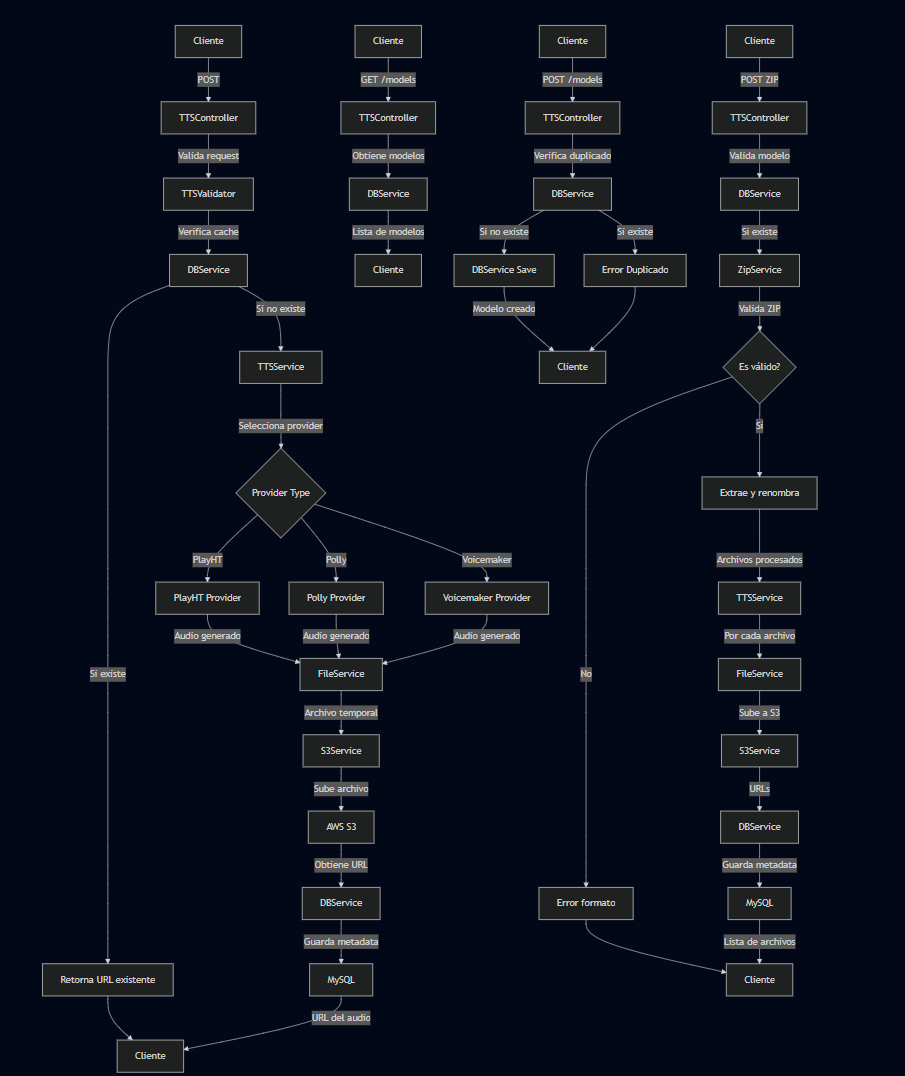 Cliente
POST
TTSController
Valida request
TTSValidator
Verifica cache
DBService
Si no existe
TTSService
Selecciona provider
Provider Type
PlayHT
Polly
Voicemaker
PlayHT Provider
Polly Provider
Voicemaker Provider
Audio generado
Audio generado
Audio generado
FileService
Archivo temporal
S3Service
Sube archivo
AWS S3
Obtiene URL
DBService
Guarda metadata
MySQL
URL del audio
Si existe
Retorna URL existente
Cliente
Cliente
GET /models
TTSController
Obtiene modelos
DBService
Lista de modelos
Cliente
Cliente
POST /models
TTSController
Verifica duplicado
DBService
Si no existe
Si existe
DBService Save
Error Duplicado
Modelo creado
Cliente
Cliente
POST ZIP
TTSController
Valida modelo
DBService
Si existe
ZipService
Valida ZIP
Es válido?
Si
No
Extrae y renombra
Archivos procesados
TTSService
Por cada archivo
FileService
Sube a S3
S3Service
URLs
DBService
Guarda metadata
MySQL
Lista de archivos
Error formato
Cliente